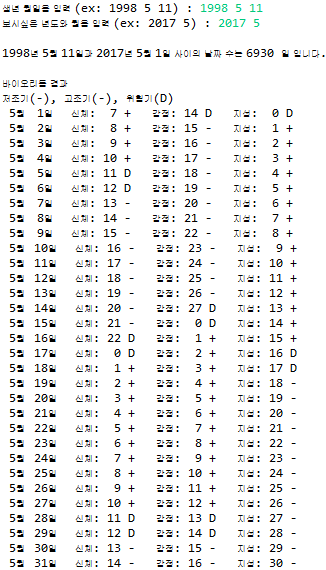 생년 월일을 입력 (ex: 1998 5 11) : 1998 5 11
보시싶은 년도와 월을 입력 (ex: 2017 5) : 2017 5
1998년 5월 11일과 2017년 5월 1일 사이의 날짜 수는 6930 일 입니다.
바이오리듬 결과
저조기(-), 고조기(+), 위험기(D)
5월 1일 신체: 7 + 감정: 14 D 지성: 0 D
5월 2일 신체: 8 + 감정: 15 - 지성: 1 +
5월 3일 신체: 9 + 감정: 16 - 지성: 2 +
5월 4일 신체: 10 + 감정: 17 - 지성: 3 +
5월 5일 신체: 11 D 감정: 18 - 지성: 4 +
5월 6일 신체: 12 D 감정: 19 - 지성: 5 +
5월 7일 신체: 13 - 감정: 20 - 지성: 6 +
5월 8일 신체: 14 - 감정: 21 - 지성: 7 +
5월 9일 신체: 15 - 감정: 22 - 지성: 8 +
5월 10일 신체: 16 - 감정: 23 - 지성: 9 +
5월 11일 신체: 17 - 감정: 24 - 지성: 10 +
5월 12일 신체: 18 - 감정: 25 - 지성: 11 +
5월 13일 신체: 19 - 감정: 26 - 지성: 12 +
5월 14일 신체: 20 - 감정: 27 D 지성: 13 +
5월 15일 신체: 21 - 감정: 0 D 지성: 14 +
5월 16일 신체: 22 D 감정: 1 + 지성: 15 +
5월 17일 신체: 0 D 감정: 2 + 지성: 16 D
5월 18일 신체: 1 + 감정: 3 + 지성: 17 D
5월 19일 신체: 2 + 감정: 4 + 지성: 18 -
5월 20일 신체: 3 + 감정: 5 + 지성: 19 -
5월 21일 신체: 4 + 감정: 6 + 지성: 20 -
5월 22일 신체: 5 + 감정: 7 + 지성: 21 -
5월 23일 신체: 6 + 감정: 8 + 지성: 22 -
5월 24일 신체: 7 + 감정: 9 + 지성: 23 -
5월 25일 신체: 8 + 감정: 10 + 지성: 24 -
5월 26일 신체: 9 + 감정: 11 + 지성: 25 -
5월 27일 신체: 10 + 감정: 12 + 지성: 26 -
5월 28일 신체: 11 D 감정: 13 D 지성: 27 -
5월 29일 신체: 12 D 감정: 14 D 지성: 28 -
5월 30일 신체: 13 - 감정: 15 - 지성: 29 -
5월 31일 신체: 14 - 감정: 16 - 지성: 30 -